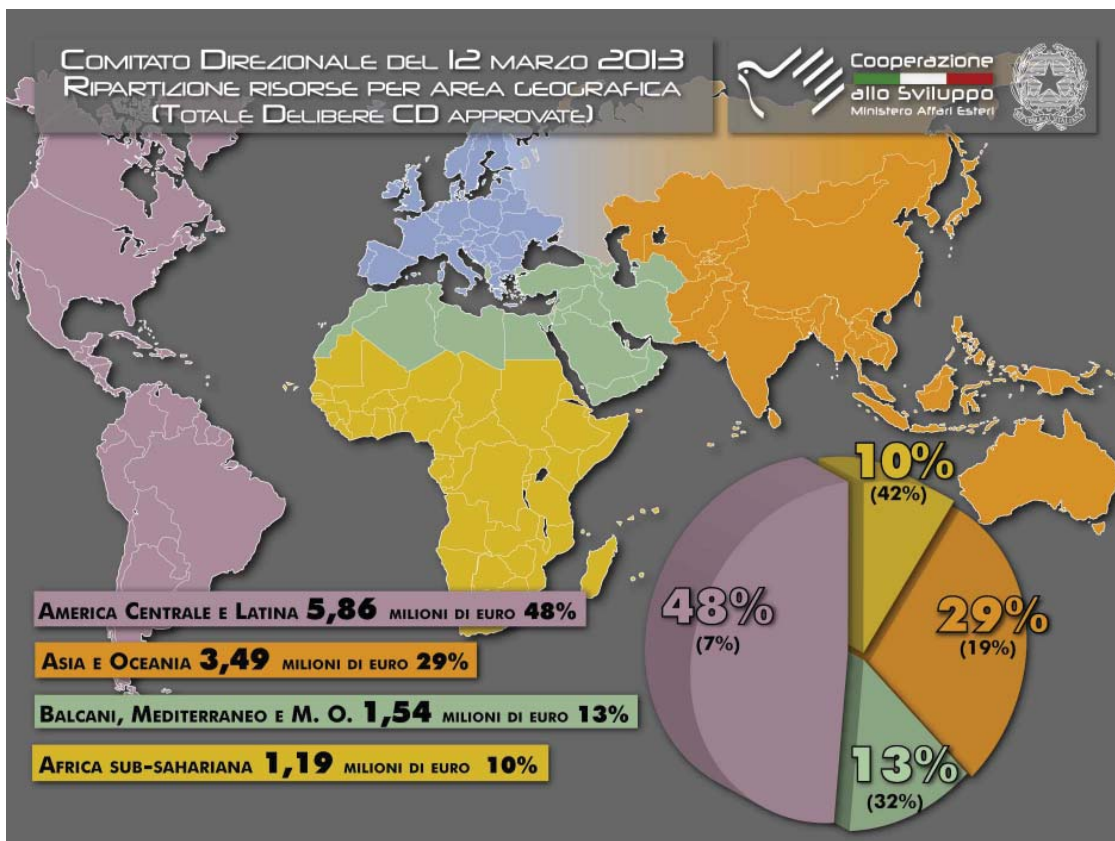 Comitato Direzionale del 12 marzo 2013
Ripartizione risorse per area geografica
(Totale Delibere CD approvate)
Cooperazione
allo Sviluppo
Ministero Affari Esteri
America Centrale e Latina 5,86 milioni di euro 48%
Asia e Oceania 3,49 milioni di euro 29%
Balcani, Mediterraneo e M. O. 1,54 milioni di euro 13%
Africa sub-sahariana 1,19 milioni di euro 10%
10%
(42%)
48%
(7%)
29%
(19%)
13%
(32%)